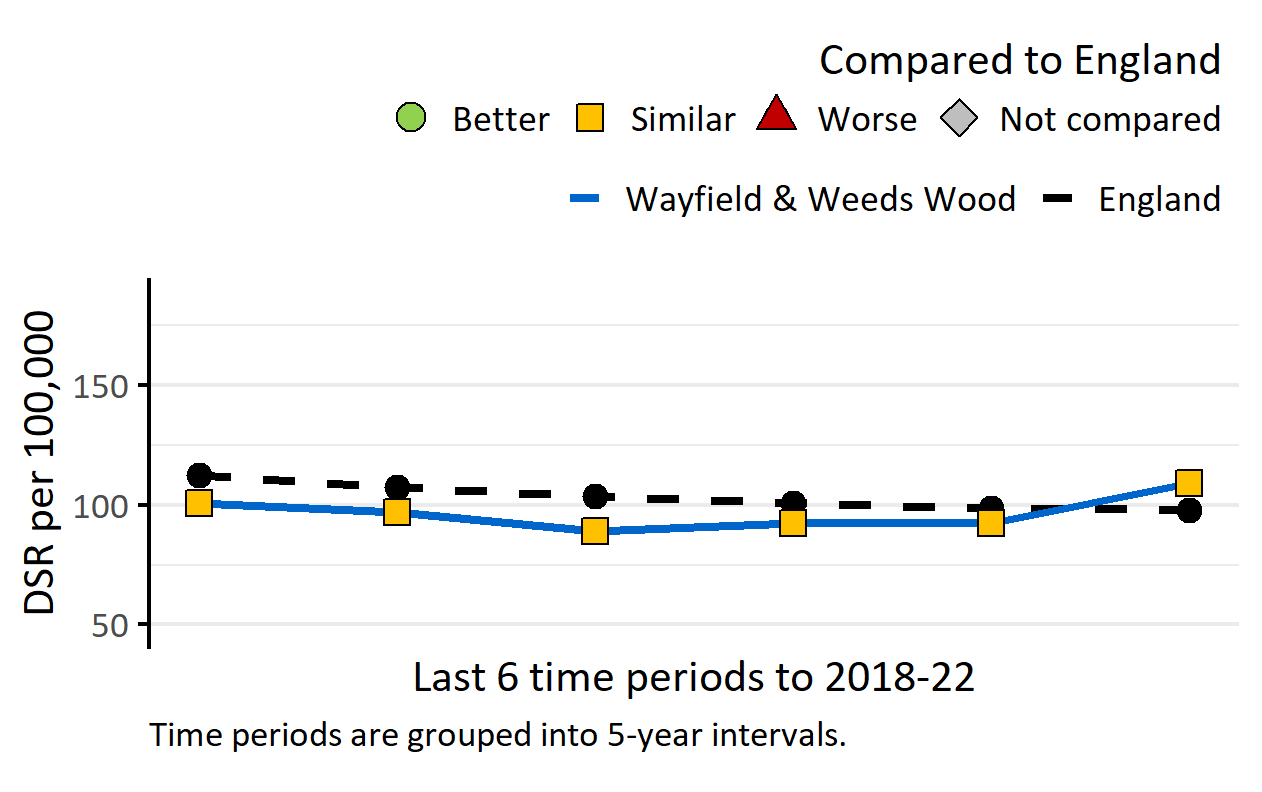 Compared to England
Better Similar Worse Not compared
Wayfield & Weeds Wood England
DSR per 100,000
150
100
50
Last 6 time periods to 2018-22
Time periods are grouped into 5-year intervals.